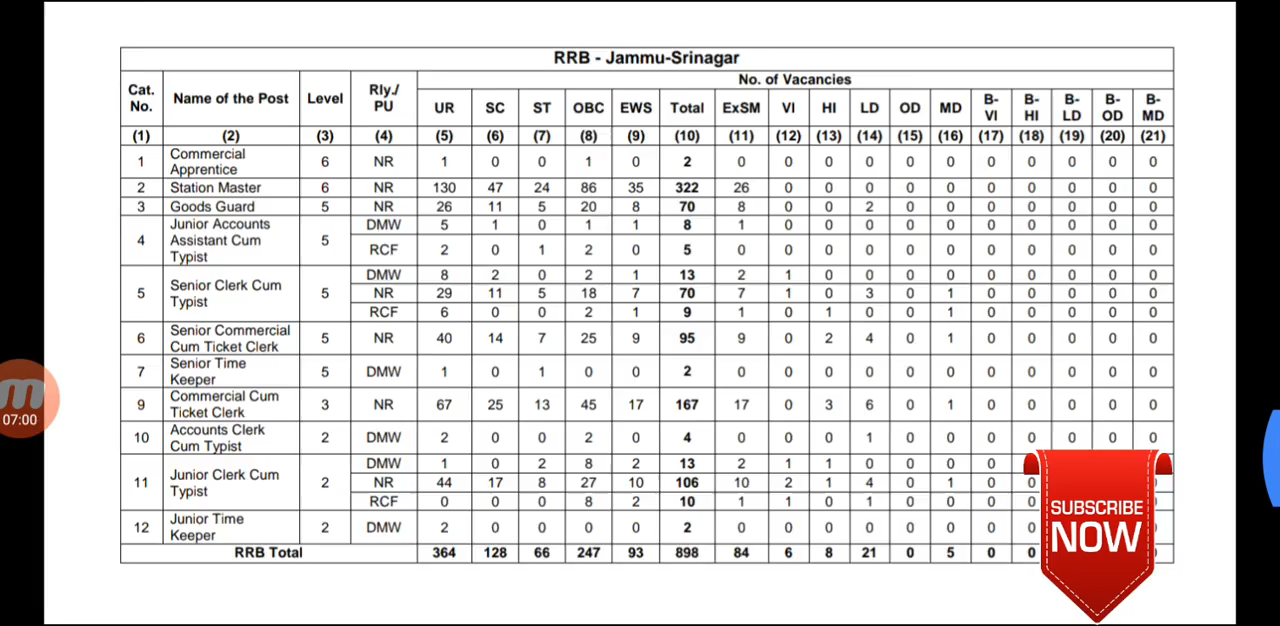 RRB - Jammu-Srinagar
Cat. No. Name of the Post Level Rly./ PU No. of Vacancies
UR SC ST OBC EWS Total ExSM VI HI LD OD MD B-VI B-HI B-LD B-OD B-MD
(1) (2) (3) (4) (5) (6) (7) (8) (9) (10) (11) (12) (13) (14) (15) (16) (17) (18) (19) (20) (21)
1 Commercial Apprentice 6 NR 1 0 0 1 0 2 0 0 0 0 0 0 0 0 0 0 0
2 Station Master 6 NR 130 47 24 86 35 322 26 0 0 0 0 0 0 0 0 0 0
3 Goods Guard 5 NR 26 11 5 20 8 70 8 0 0 2 0 0 0 0 0 0 0
4 Junior Accounts Assistant Cum Typist 5 DMW 5 1 0 1 1 8 1 0 0 0 0 0 0 0 0 0 0
RCF 2 0 1 2 0 5 0 0 0 0 0 0 0 0 0 0 0
5 Senior Clerk Cum Typist 5 DMW 8 2 0 2 1 13 2 1 0 0 0 0 0 0 0 0 0
NR 29 11 5 18 7 70 7 1 0 3 0 1 0 0 0 0 0
RCF 6 0 0 2 1 9 1 0 1 0 0 1 0 0 0 0 0
6 Senior Commercial Cum Ticket Clerk 5 NR 40 14 7 25 9 95 9 0 2 4 0 1 0 0 0 0 0
7 Senior Time Keeper 5 DMW 1 0 1 0 0 2 0 0 0 0 0 0 0 0 0 0 0
9 Commercial Cum Ticket Clerk 3 NR 67 25 13 45 17 167 17 0 3 6 0 1 0 0 0 0 0
10 Accounts Clerk Cum Typist 2 DMW 2 0 0 2 0 4 0 0 0 1 0 0 0 0 0 0 0
11 Junior Clerk Cum Typist 2 DMW 1 0 2 8 2 13 2 1 1 0 0 0 0
NR 44 17 8 27 10 106 10 2 1 4 0 1 0 0
RCF 0 0 0 8 2 10 1 1 0 1 0 0 0 0
12 Junior Time Keeper 2 DMW 2 0 0 0 0 2 0 0 0 0 0 0 0 0
RRB Total 364 128 66 247 93 898 84 6 8 21 0 5 0 0
07:00
SUBSCRIBE
NOW